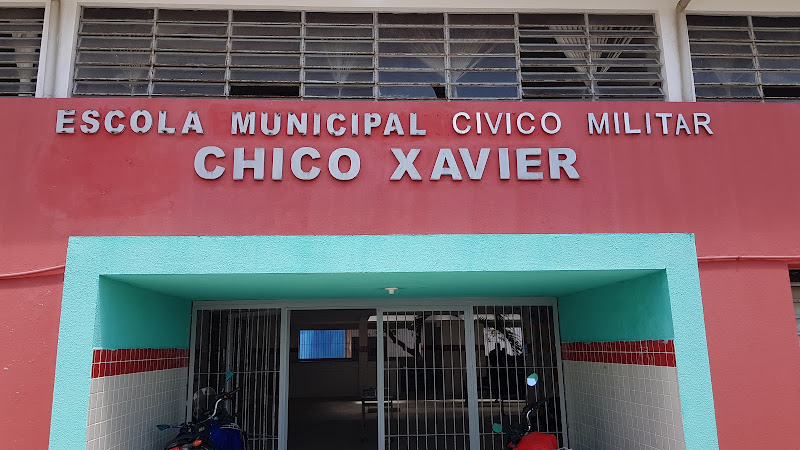 ESCOLA MUNICIPAL CIVICO MILITAR
CHICO XAVIER